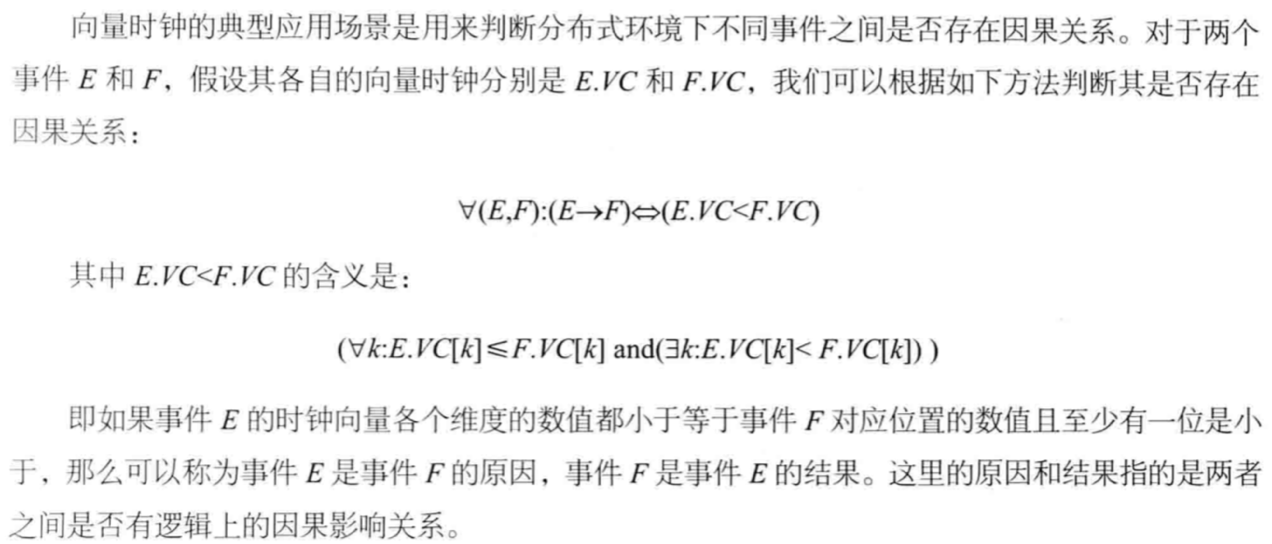 向量时钟的典型应用场景是用来判断分布式环境下不同事件之间是否存在因果关系。对于两个
事件 E 和 F，假设其各自的向量时钟分别是 E.VC 和 F.VC，我们可以根据如下方法判断其是否存在
因果关系：
∀(E,F):(E→F)⇔(E.VC<F.VC)
其中 E.VC<F.VC 的含义是：
(∀k:E.VC[k]≤F.VC[k] and(∃k:E.VC[k]< F.VC[k]) )
即如果事件 E 的时钟向量各个维度的数值都小于等于事件 F 对应位置的数值且至少有一位是小
于，那么可以称为事件 E 是事件 F 的原因，事件 F 是事件 E 的结果。这里的原因和结果指的是两者
之间是否有逻辑上的因果影响关系。